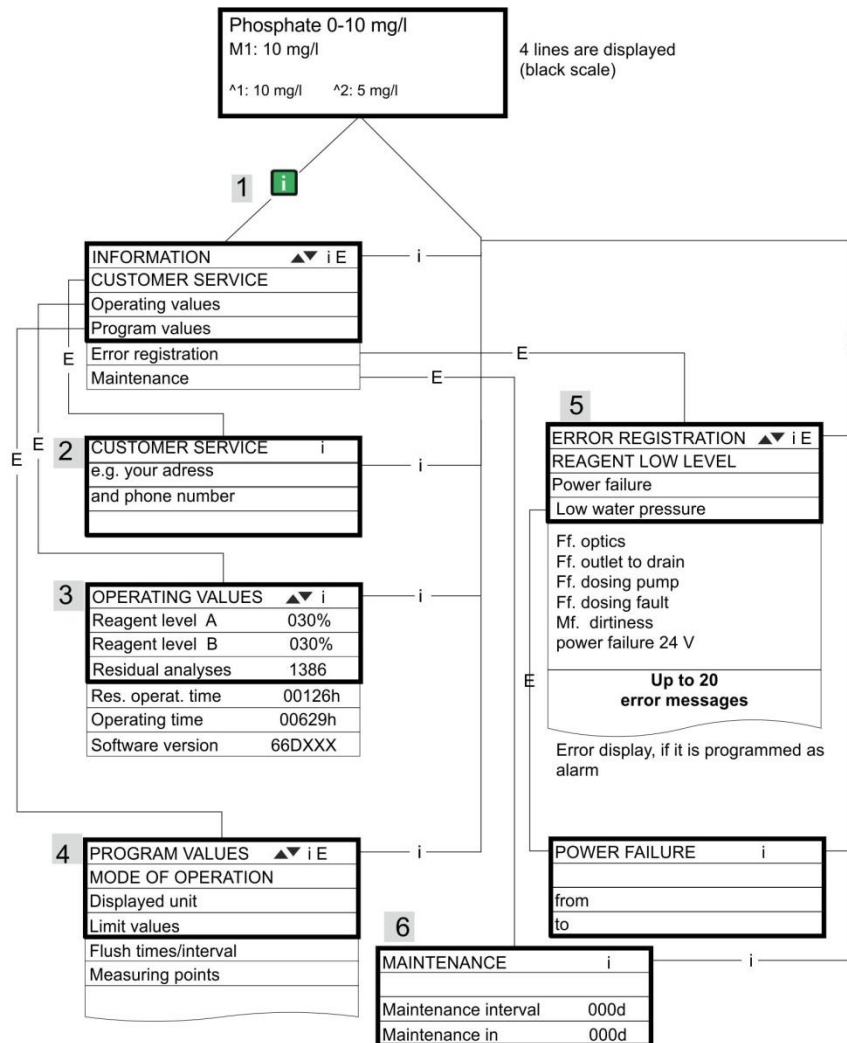 Phosphate 0-10 mg/l
M1: 10 mg/l
^1: 10 mg/l ^2: 5 mg/l
4 lines are displayed
(black scale)
1 i
INFORMATION ▲▼ i E
CUSTOMER SERVICE
Operating values
Program values
Error registration
Maintenance
i
E
E
E
E
E
2
CUSTOMER SERVICE i
e.g. your adress
and phone number
i
3
OPERATING VALUES ▲▼ i
Reagent level A 030%
Reagent level B 030%
Residual analyses 1386
Res. operat. time 00126h
Operating time 00629h
Software version 66DXXX
i
4
PROGRAM VALUES ▲▼ i E
MODE OF OPERATION
Displayed unit
Limit values
Flush times/interval
Measuring points
i
5
ERROR REGISTRATION ▲▼ i E
REAGENT LOW LEVEL
Power failure
Low water pressure
Ff. optics
Ff. outlet to drain
Ff. dosing pump
Ff. dosing fault
Mf. dirtiness
power failure 24 V
Up to 20
error messages
E
Error display, if it is programmed as
alarm
POWER FAILURE i
from
to
6
MAINTENANCE i
Maintenance interval 000d
Maintenance in 000d
i